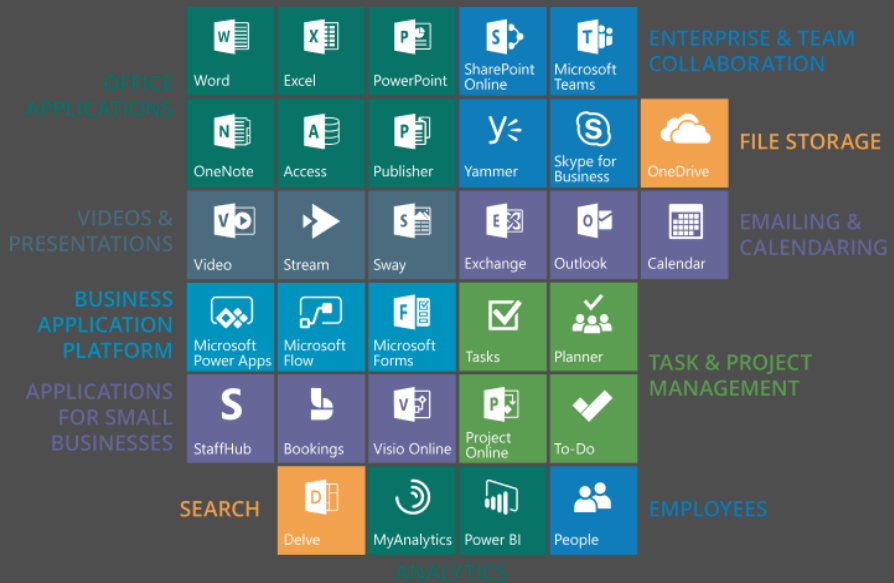 OFFICE
APPLICATIONS
Word
Excel
PowerPoint
SharePoint
Online
Microsoft
Teams
ENTERPRISE & TEAM
COLLABORATION
OneNote
Access
Publisher
Yammer
Skype for
Business
OneDrive
FILE STORAGE
VIDEOS &
PRESENTATIONS
Video
Stream
Sway
Exchange
Outlook
Calendar
EMAILING &
CALENDARING
BUSINESS
APPLICATION
PLATFORM
Microsoft
Power Apps
Microsoft
Flow
Microsoft
Forms
Tasks
Planner
TASK & PROJECT
MANAGEMENT
APPLICATIONS
FOR SMALL
BUSINESSES
StaffHub
Bookings
Visio Online
Project
Online
To-Do
SEARCH
Delve
MyAnalytics
Power BI
People
EMPLOYEES
ANALYTICS